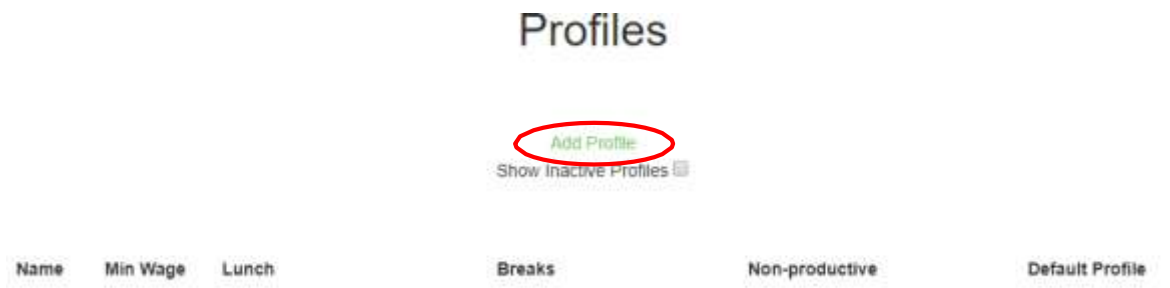 Profiles
Add Profile
Show Inactive Profiles
Name Min Wage Lunch Breaks Non-productive Default Profile